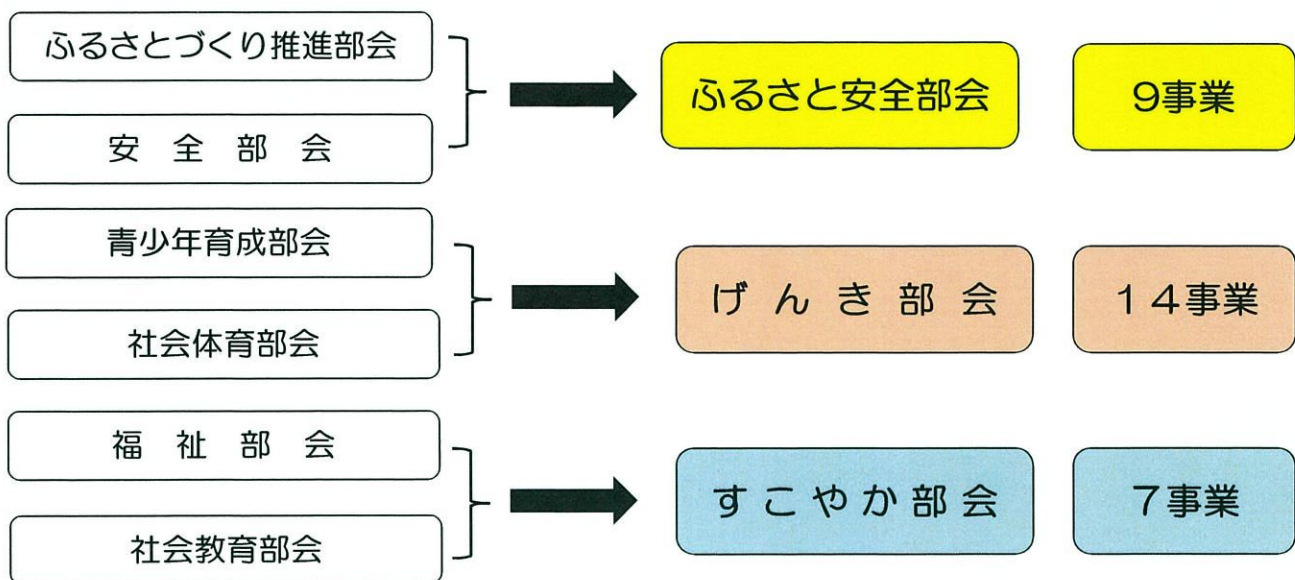 ふるさとづくり推進部会
安全部会
ふるさと安全部会
9事業
青少年育成部会
社会体育部会
げんき部会
14事業
福祉部会
社会教育部会
すこやか部会
7事業